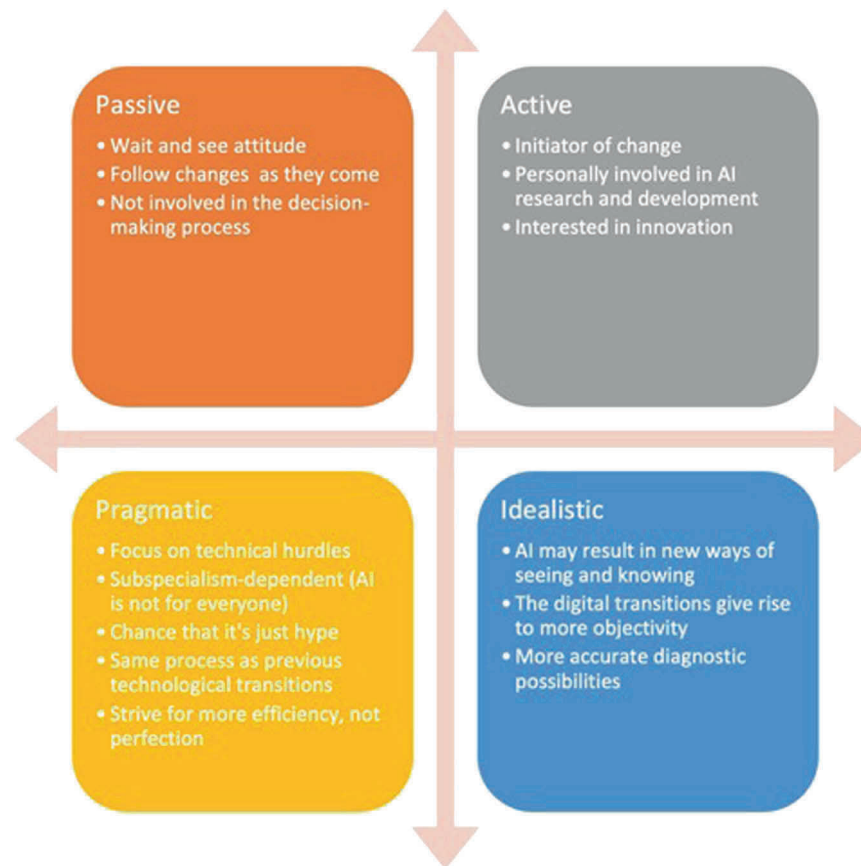 Passive
• Wait and see attitude
• Follow changes as they come
• Not involved in the decision-
making process
Active
• Initiator of change
• Personally involved in AI
research and development
• Interested in innovation
Pragmatic
• Focus on technical hurdles
• Subspecialism-dependent (AI
is not for everyone)
• Chance that it's just hype
• Same process as previous
technological transitions
• Strive for more efficiency, not
perfection
Idealistic
• AI may result in new ways of
seeing and knowing
• The digital transitions give rise
to more objectivity
• More accurate diagnostic
possibilities